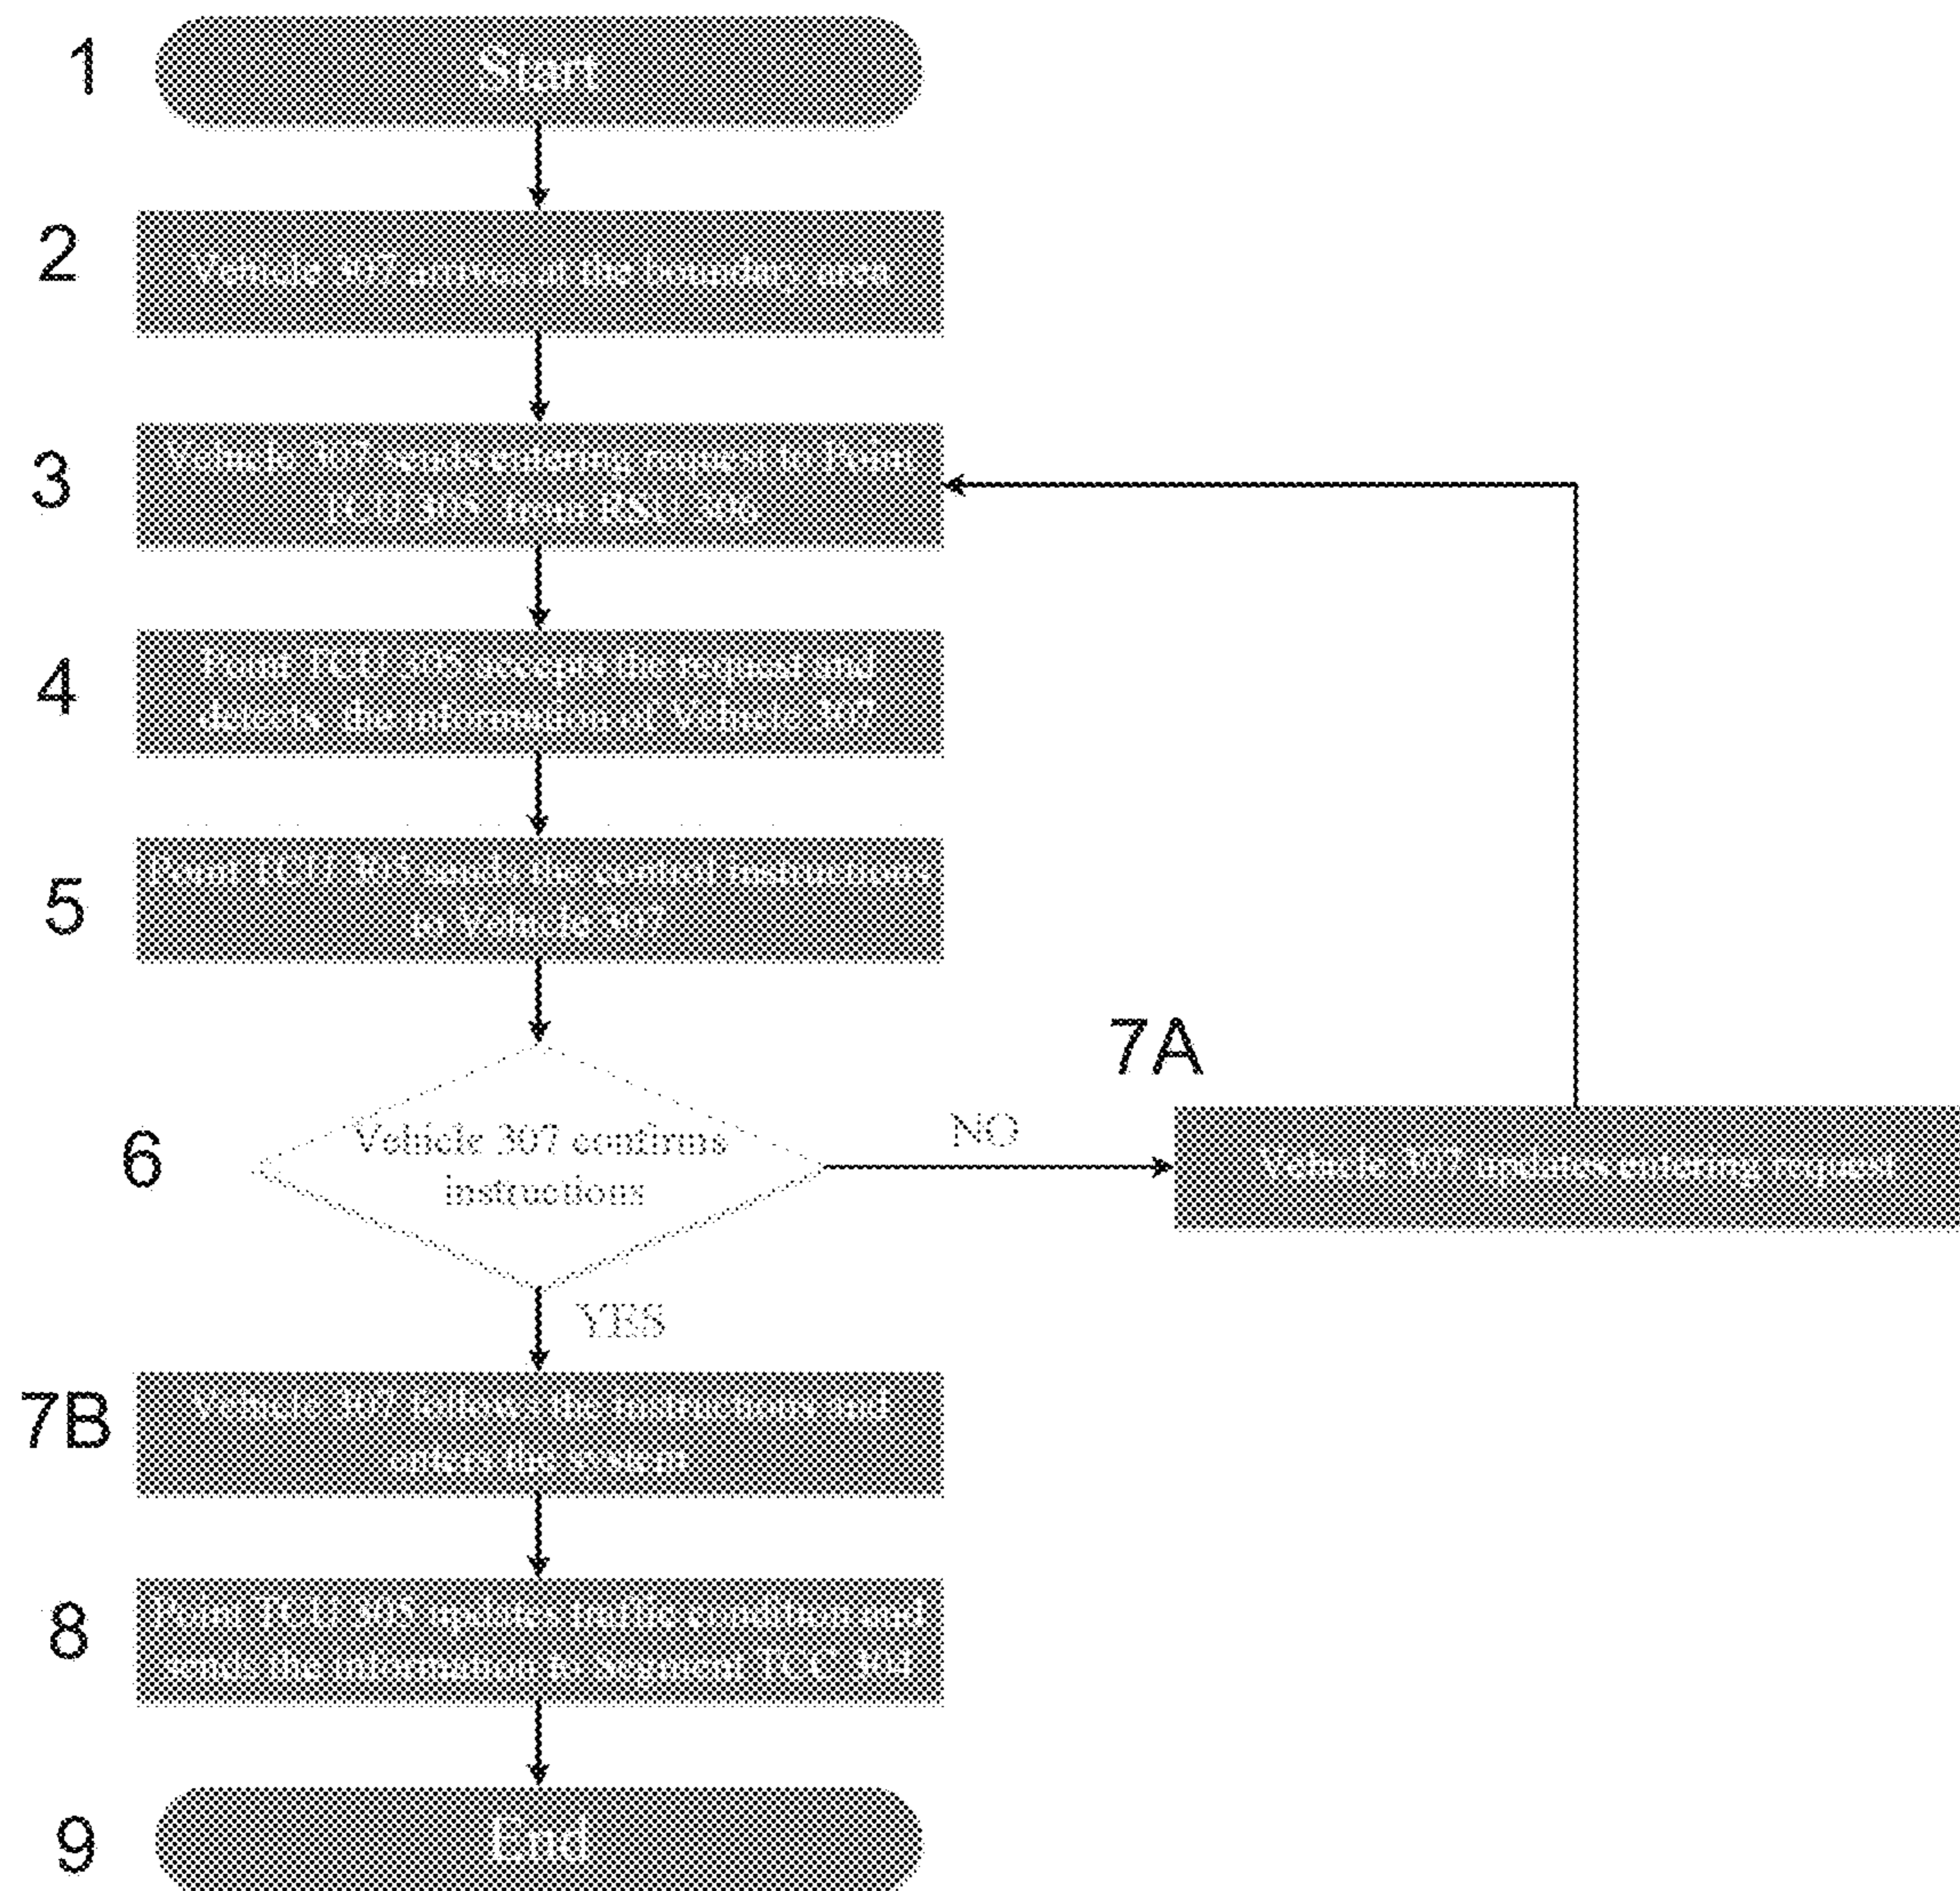 1
Start
2
Vehicle 307 arrives at the boundary area
3
Vehicle 307 sends entering request to Point
TCU 305 from RSU 306
4
Point TCU 305 accepts the request and
detects the information of Vehicle 307
5
Point TCU 305 sends the control instructions
to Vehicle 307
6
Vehicle 307 confirms
instructions
NO
7A
Vehicle 307 updates entering request
YES
7B
Vehicle 307 follows the instructions and
enters the system
8
Point TCU 305 updates traffic condition and
sends the information to Segment TCC 304
9
End